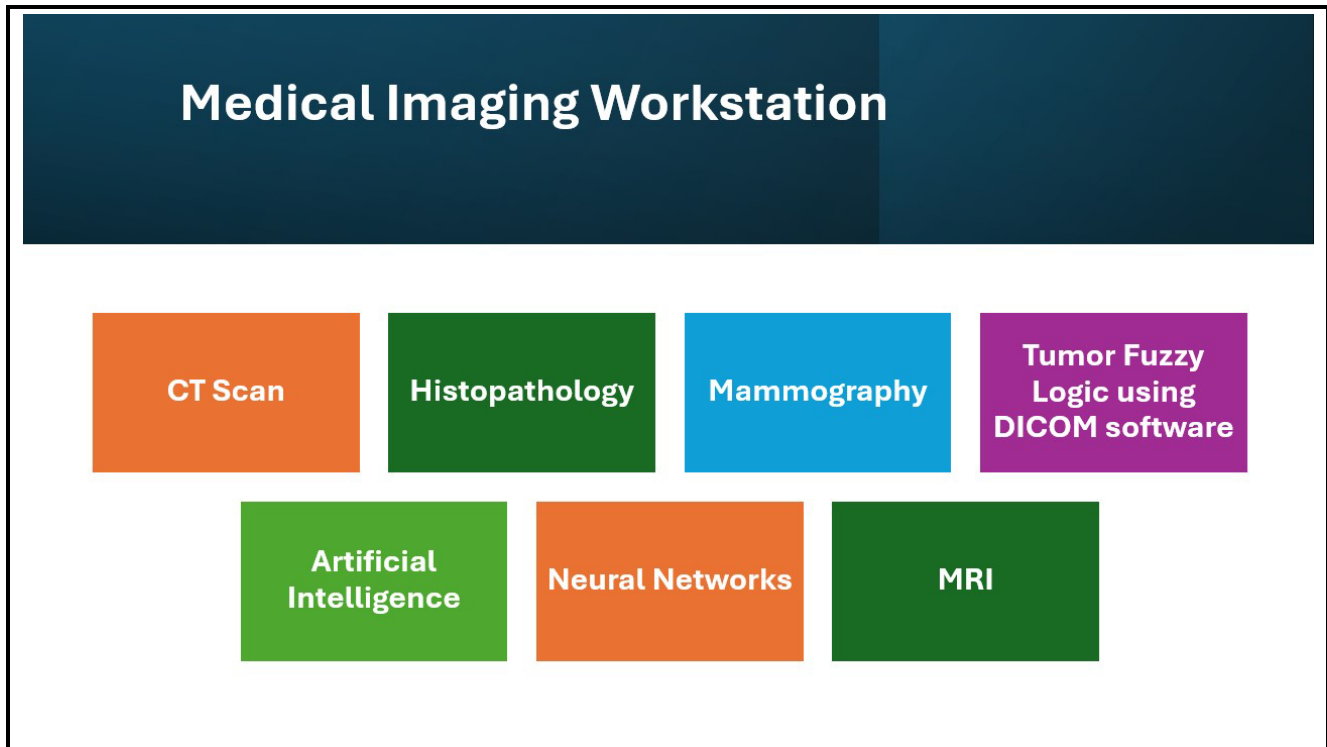 Medical Imaging Workstation
CT Scan
Histopathology
Mammography
Tumor Fuzzy
Logic using
DICOM software
Artificial
Intelligence
Neural Networks
MRI